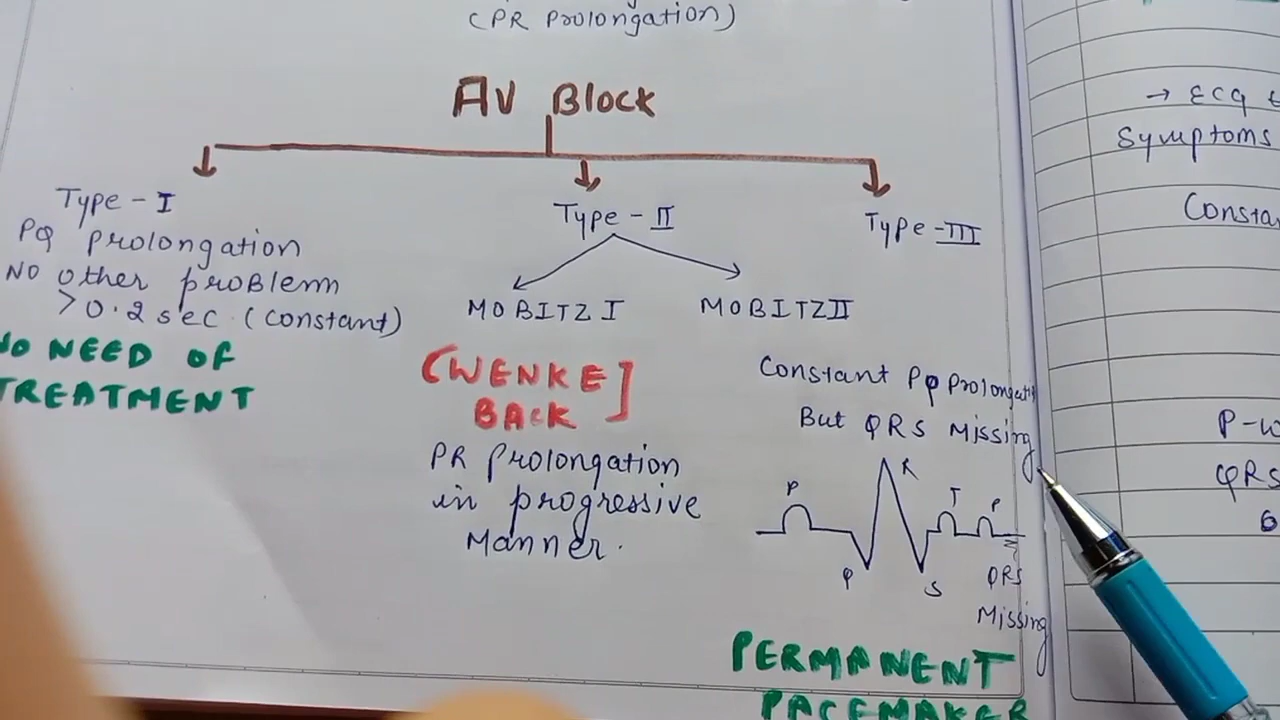 (PR Prolongation)
AV Block
Type - I
PQ Prolongation
NO other problem
>0.2 sec. (constant)
NO NEED OF
TREATMENT
Type - II
MOBITZ I
MOBITZ II
(WENKE]
BACK
PR Prolongation
in progressive
Manner.
Constant PQ Prolongati
But QRS Missing
P
R
T
P
Q
S
QRS
Missing
PERMANENT
PACEMAKER
Type - III
→ ECG
Symptoms
Consta
P-w
QRS